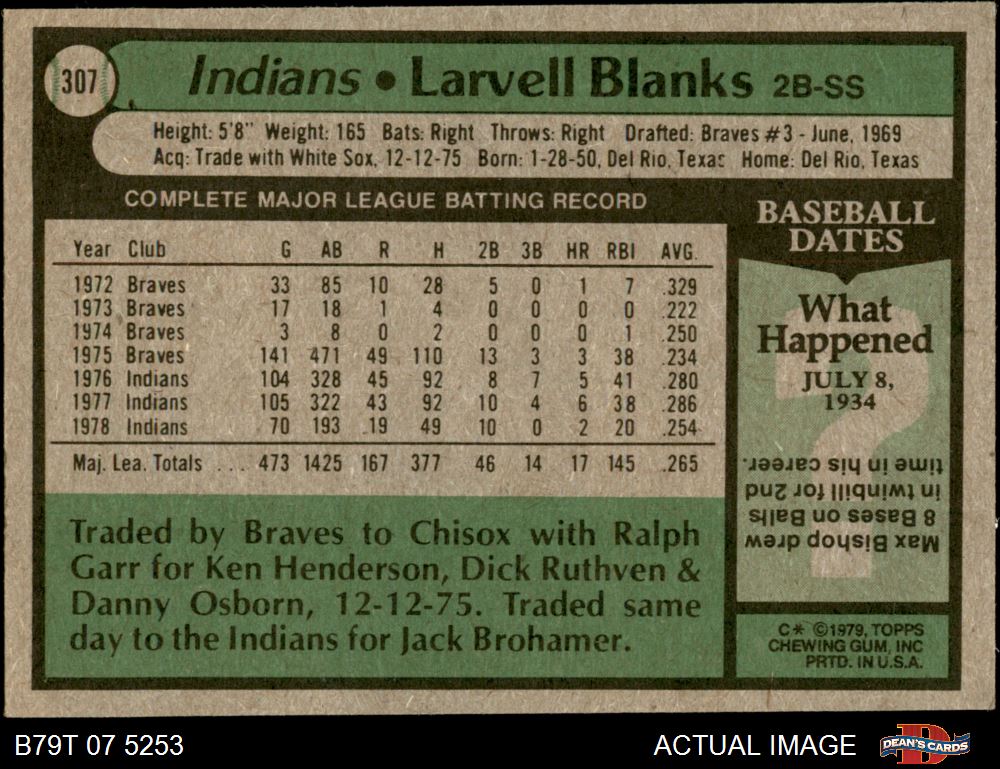 307
Indians • Larvell Blanks 2B-SS
Height: 5'8" Weight: 165 Bats: Right Throws: Right Drafted: Braves #3 - June, 1969
Acq: Trade with White Sox, 12-12-75 Born: 1-28-50, Del Rio, Texas Home: Del Rio, Texas
COMPLETE MAJOR LEAGUE BATTING RECORD
Year Club G AB R H 2B 3B HR RBI AVG.
1972 Braves 33 85 10 28 5 0 1 7 .329
1973 Braves 17 18 1 4 0 0 0 0 .222
1974 Braves 3 8 0 2 0 0 0 1 .250
1975 Braves 141 471 49 110 13 3 3 38 .234
1976 Indians 104 328 45 92 8 7 5 41 .280
1977 Indians 105 322 43 92 10 4 6 38 .286
1978 Indians 70 193 19 49 10 0 2 20 .254
Maj. Lea. Totals ... 473 1425 167 377 46 14 17 145 .265
Traded by Braves to Chisox with Ralph
Garr for Ken Henderson, Dick Ruthven &
Danny Osborn, 12-12-75. Traded same
day to the Indians for Jack Brohamer.
BASEBALL
DATES
What
Happened
JULY 8,
1934
?
Max Bishop drew
8 Bases on Balls
in twinbill for 2nd
time in his career.
C* ©1979, TOPPS
CHEWING GUM, INC
PRTD. IN U.S.A.
B79T 07 5253
ACTUAL IMAGE
B
DEAN'S CARDS